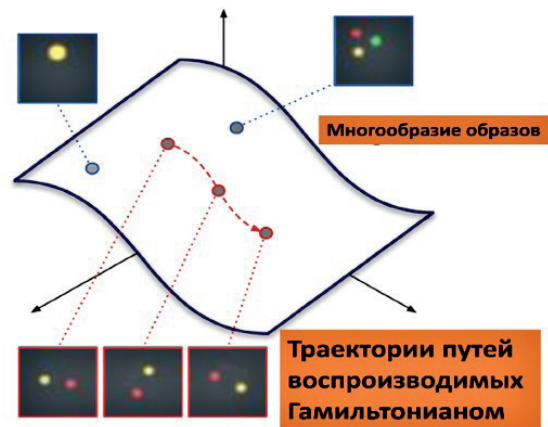 Многообразие образов
Траектории путей
воспроизводимых
Гамильтонианом